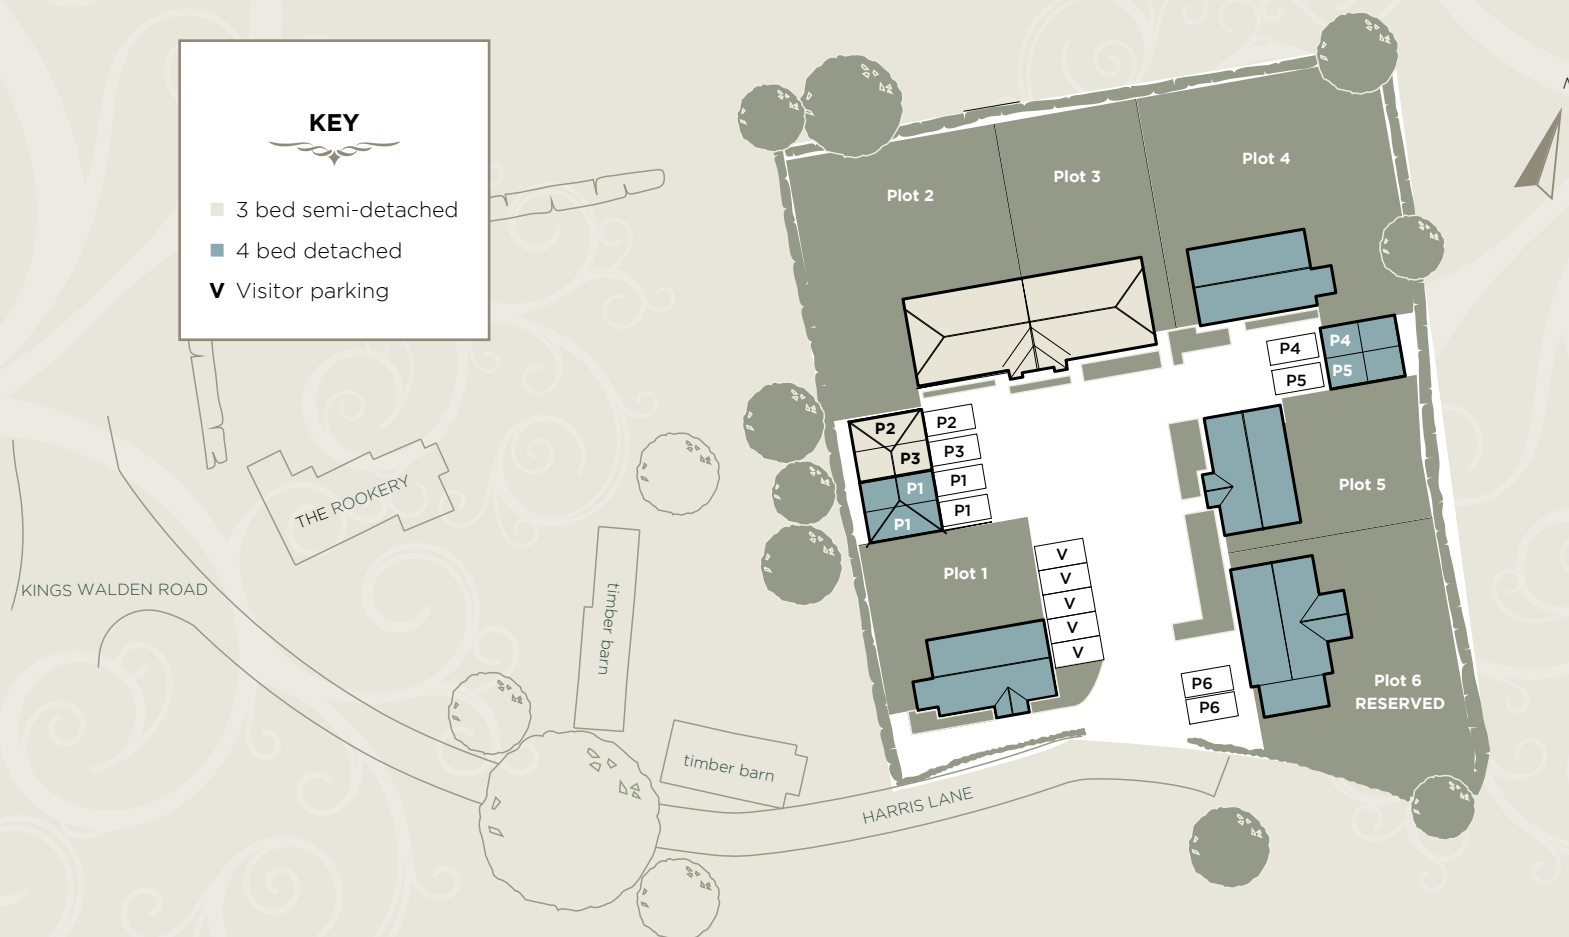 KEY
3 bed semi-detached
4 bed detached
V Visitor parking
Plot 2
Plot 3
Plot 4
P4
P4
P5
P5
P2
P2
P3
P3
P1
P1
P1
P1
Plot 5
Plot 1
V
V
V
V
V
Plot 6
RESERVED
P6
P6
THE ROOKERY
KINGS WALDEN ROAD
timber barn
timber barn
HARRIS LANE